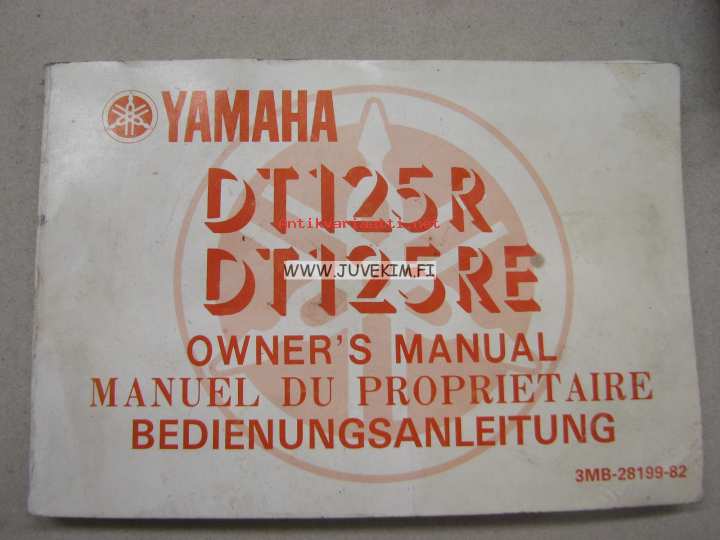 YAMAHA
DT125R
Antikvariaatti.net
DT125RE
WWW.JUVEKIM.FI
OWNER'S MANUAL
MANUEL DU PROPRIETAIRE
BEDIENUNGSANLEITUNG
3MB-28199-82